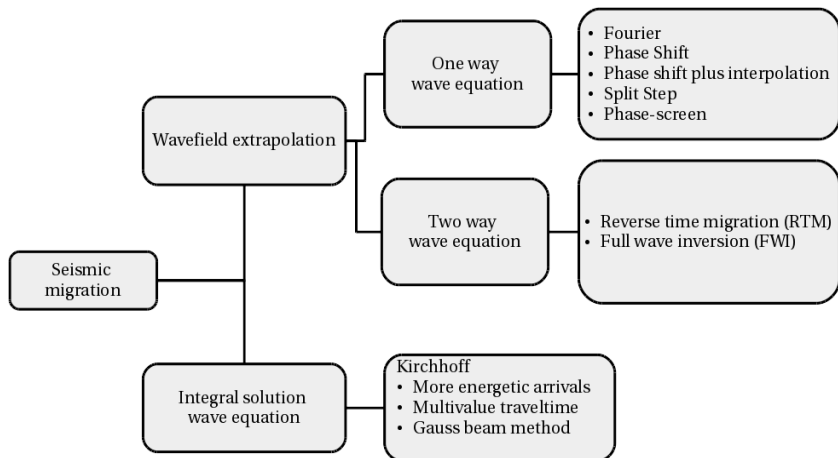 Seismic
migration
Wavefield extrapolation
One way
wave equation
• Fourier
• Phase Shift
• Phase shift plus interpolation
• Split Step
• Phase-screen
Two way
wave equation
• Reverse time migration (RTM)
• Full wave inversion (FWI)
Integral solution
wave equation
Kirchhoff
• More energetic arrivals
• Multivalue traveltime
• Gauss beam method